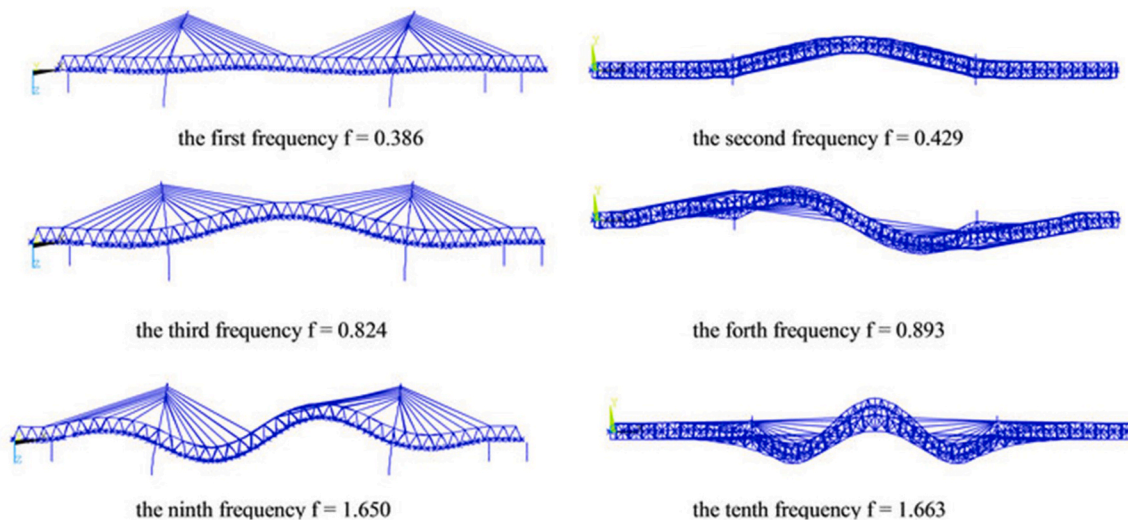 the first frequency f = 0.386
the second frequency f = 0.429
the third frequency f = 0.824
the forth frequency f = 0.893
the ninth frequency f = 1.650
the tenth frequency f = 1.663